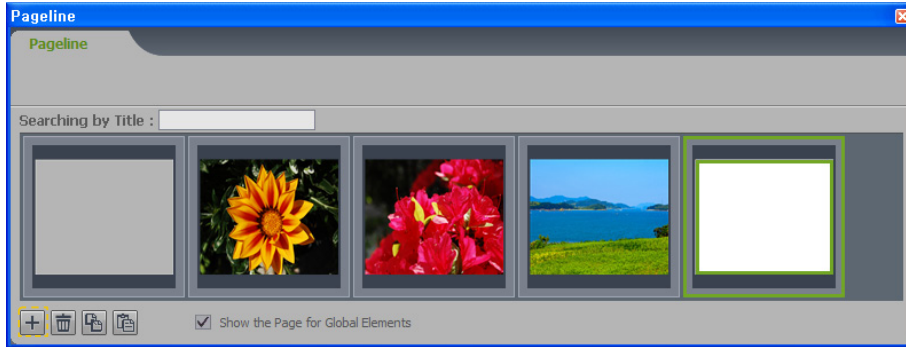 Pageline
Pageline
Searching by Title :
Show the Page for Global Elements